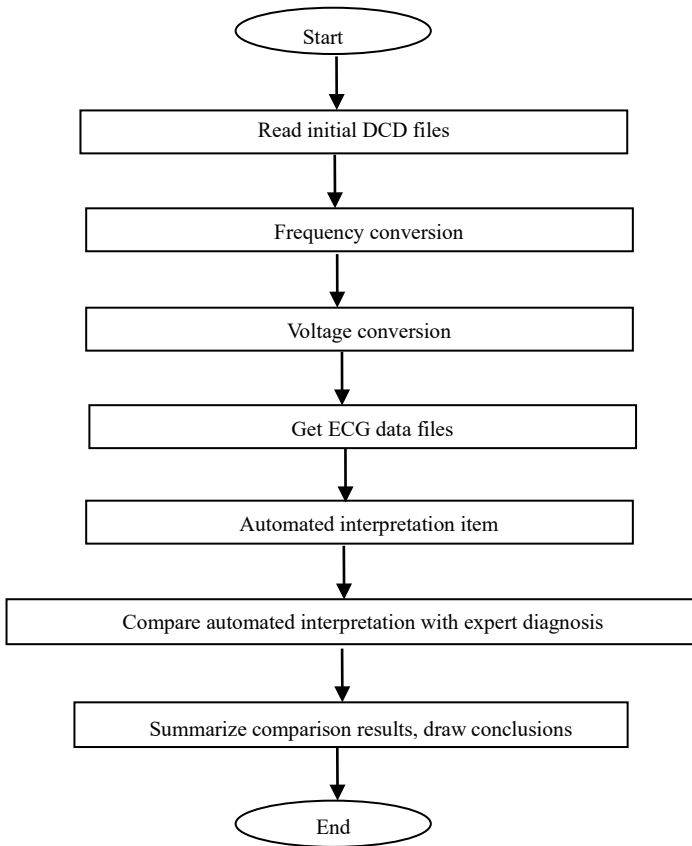 Start
Read initial DCD files
Frequency conversion
Voltage conversion
Get ECG data files
Automated interpretation item
Compare automated interpretation with expert diagnosis
Summarize comparison results, draw conclusions
End